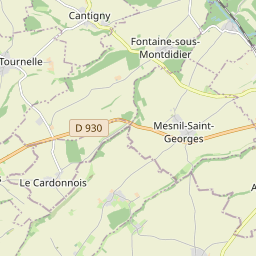 Cantigny
Fontaine-sous-
Montdidier
Tournelle
D 930
Mesnil-Saint-
Georges
Le Cardonnois
A